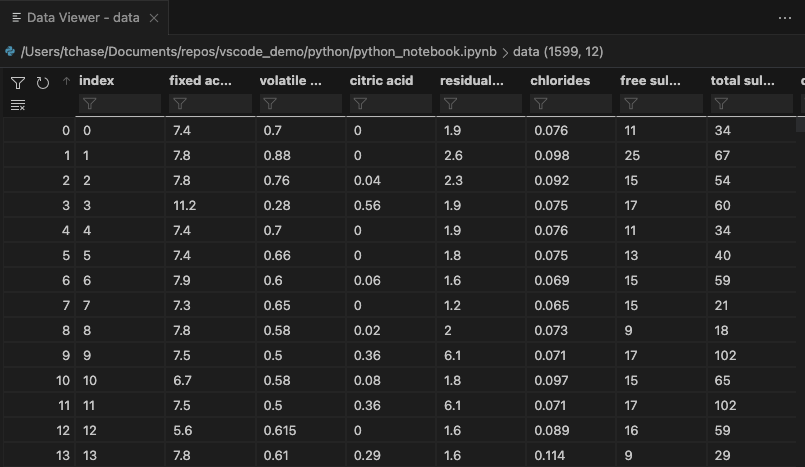 Data Viewer - data
/Users/tchase/Documents/repos/vscode_demo/python/python_notebook.ipynb > data (1599, 12)
index fixed ac... volatile ... citric acid residual... chlorides free sul... total sul...
0 0 7.4 0.7 0 1.9 0.076 11 34
1 1 7.8 0.88 0 2.6 0.098 25 67
2 2 7.8 0.76 0.04 2.3 0.092 15 54
3 3 11.2 0.28 0.56 1.9 0.075 17 60
4 4 7.4 0.7 0 1.9 0.076 11 34
5 5 7.4 0.66 0 1.8 0.075 13 40
6 6 7.9 0.6 0.06 1.6 0.069 15 59
7 7 7.3 0.65 0 1.2 0.065 15 21
8 8 7.8 0.58 0.02 2 0.073 9 18
9 9 7.5 0.5 0.36 6.1 0.071 17 102
10 10 6.7 0.58 0.08 1.8 0.097 15 65
11 11 7.5 0.5 0.36 6.1 0.071 17 102
12 12 5.6 0.615 0 1.6 0.089 16 59
13 13 7.8 0.61 0.29 1.6 0.114 9 29